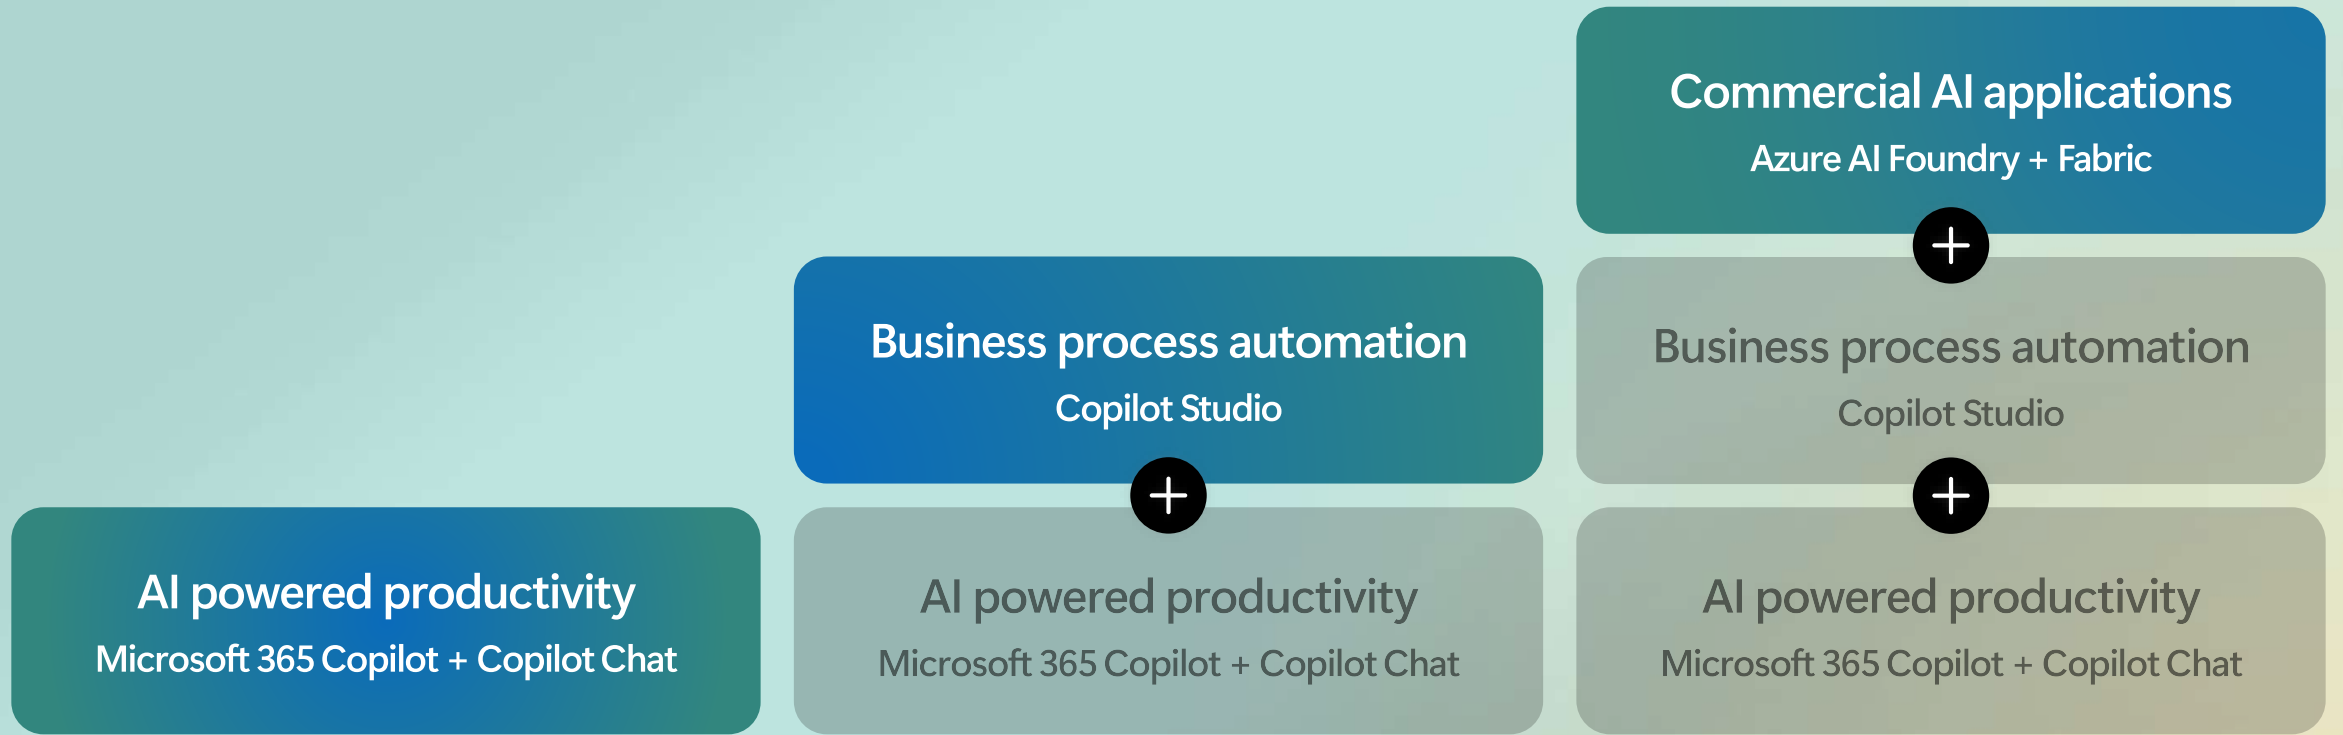 Commercial AI applications
Azure AI Foundry + Fabric
Business process automation
Copilot Studio
Business process automation
Copilot Studio
AI powered productivity
Microsoft 365 Copilot + Copilot Chat
AI powered productivity
Microsoft 365 Copilot + Copilot Chat
AI powered productivity
Microsoft 365 Copilot + Copilot Chat